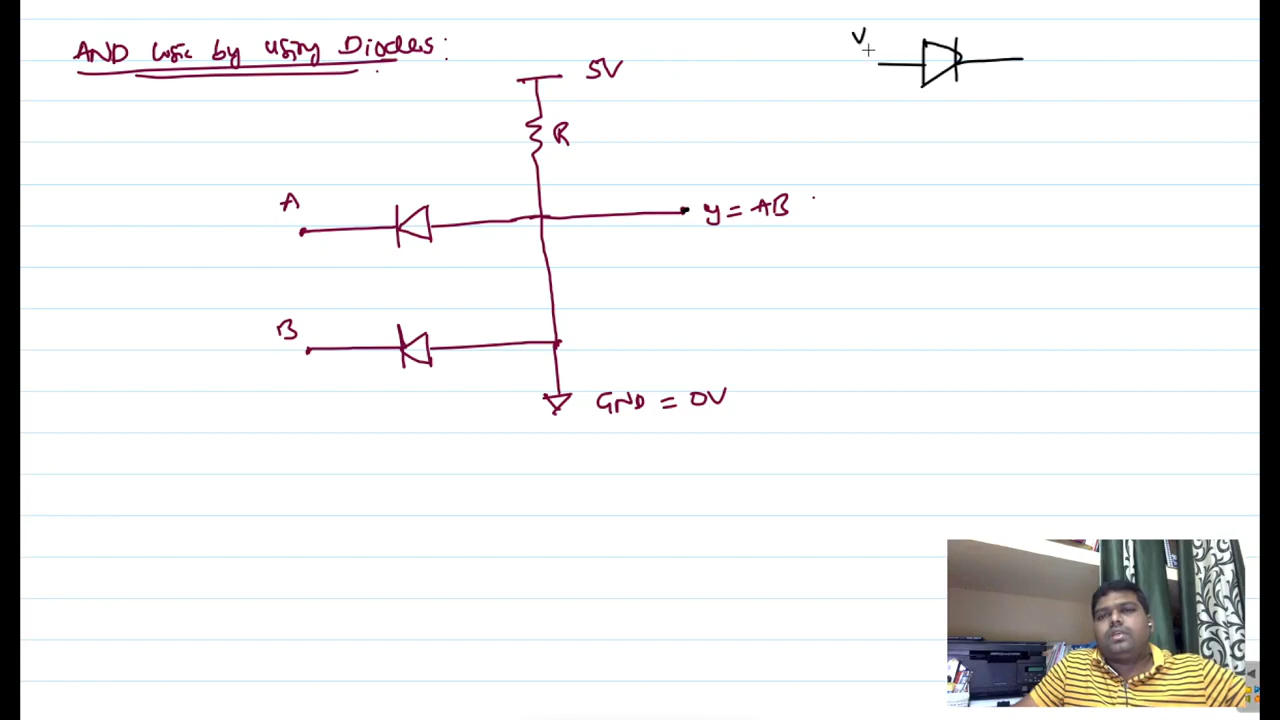 AND Logic by using Diodes:
V+
5V
R
A
y = AB
B
GND = 0V